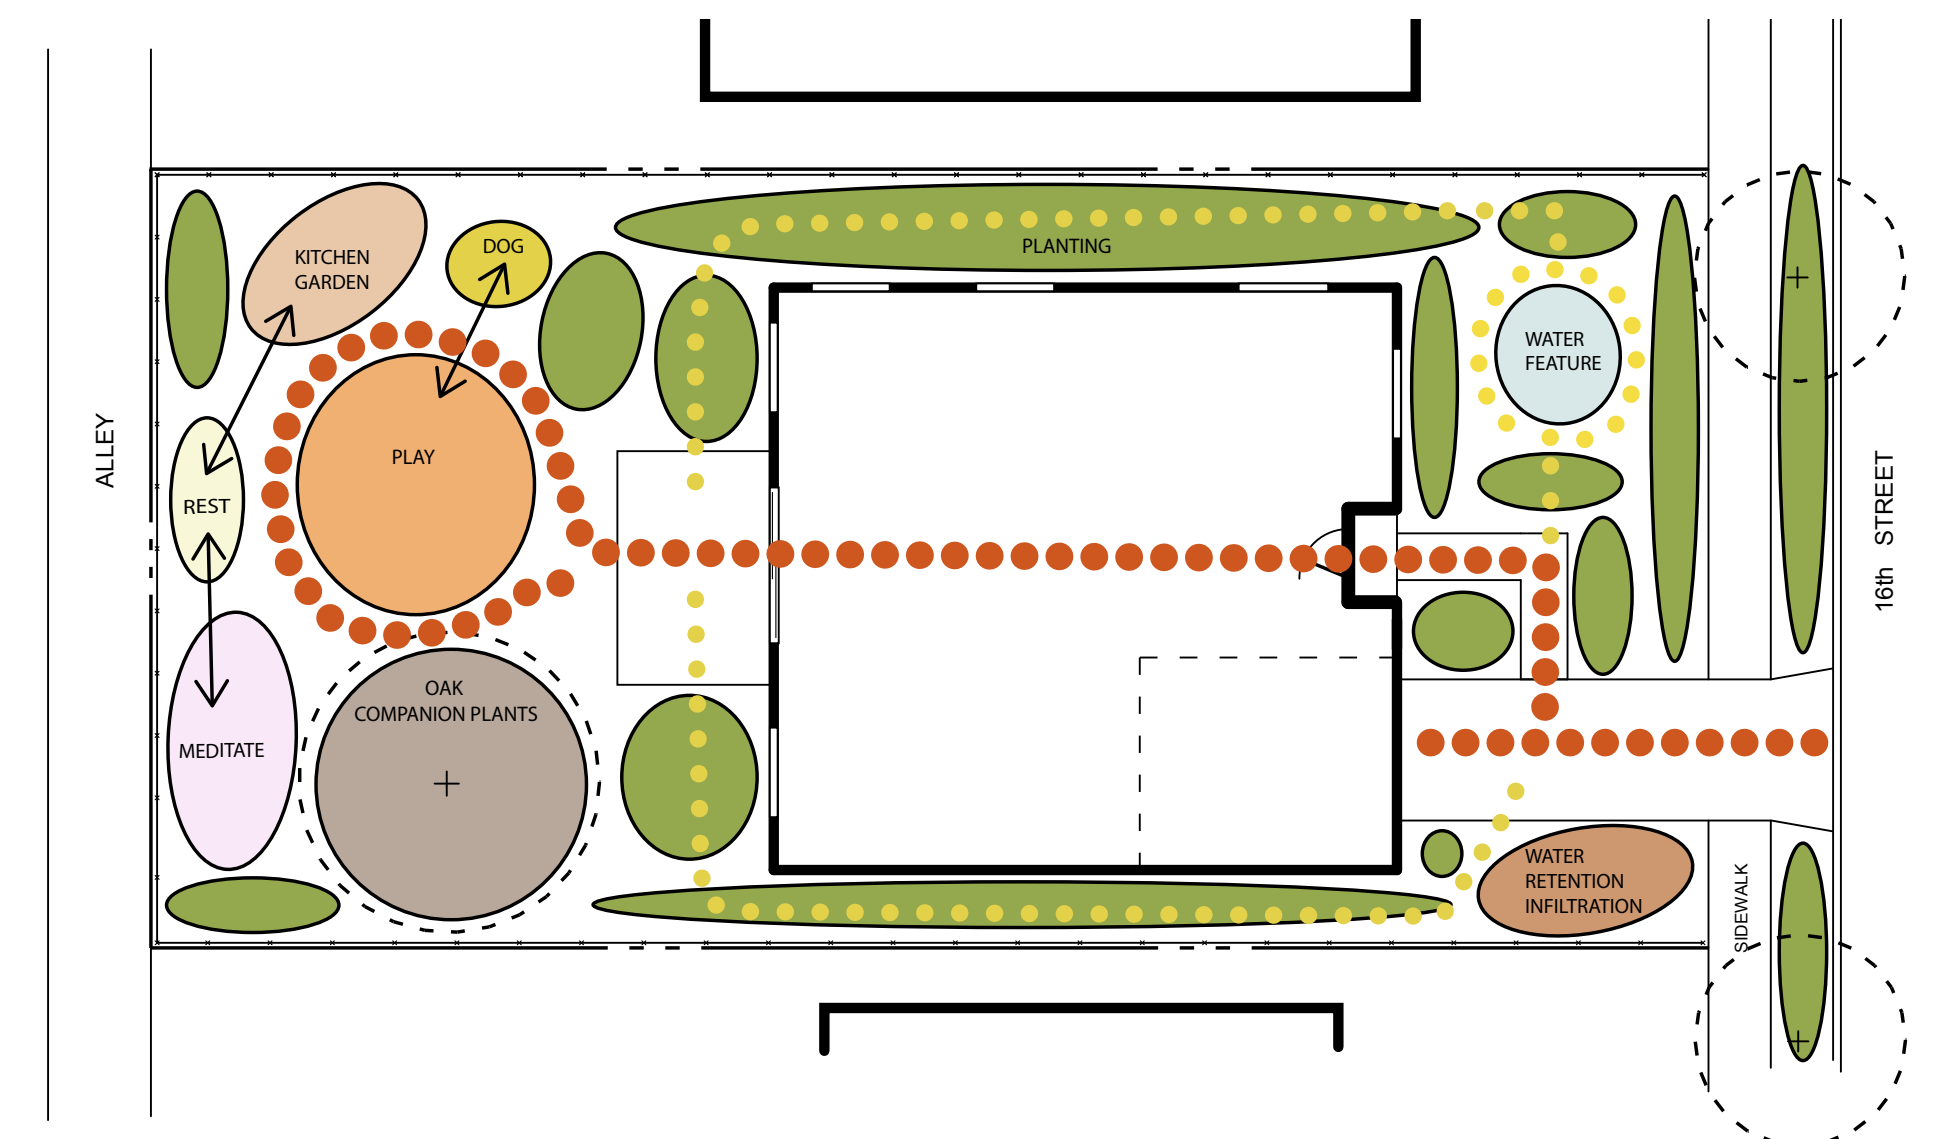 KITCHEN
GARDEN
DOG
PLANTING
WATER
FEATURE
ALLEY
PLAY
REST
16th STREET
OAK
COMPANION PLANTS
MEDITATE
WATER
RETENTION
INFILTRATION
SIDEWALK